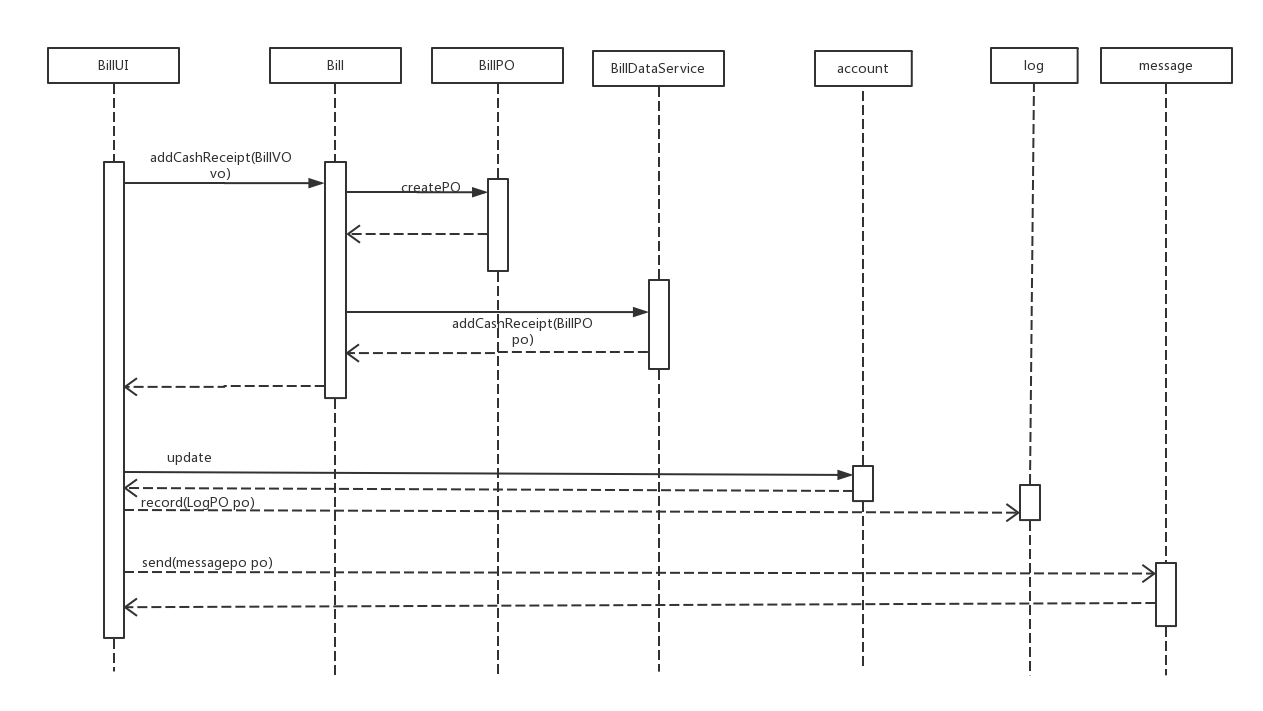 BillUI
Bill
BillPO
BillDataService
account
log
message
addCashReceipt(BillVO
vo)
createPO
addCashReceipt(BillPO
po)
update
record(LogPO po)
send(messagepo po)